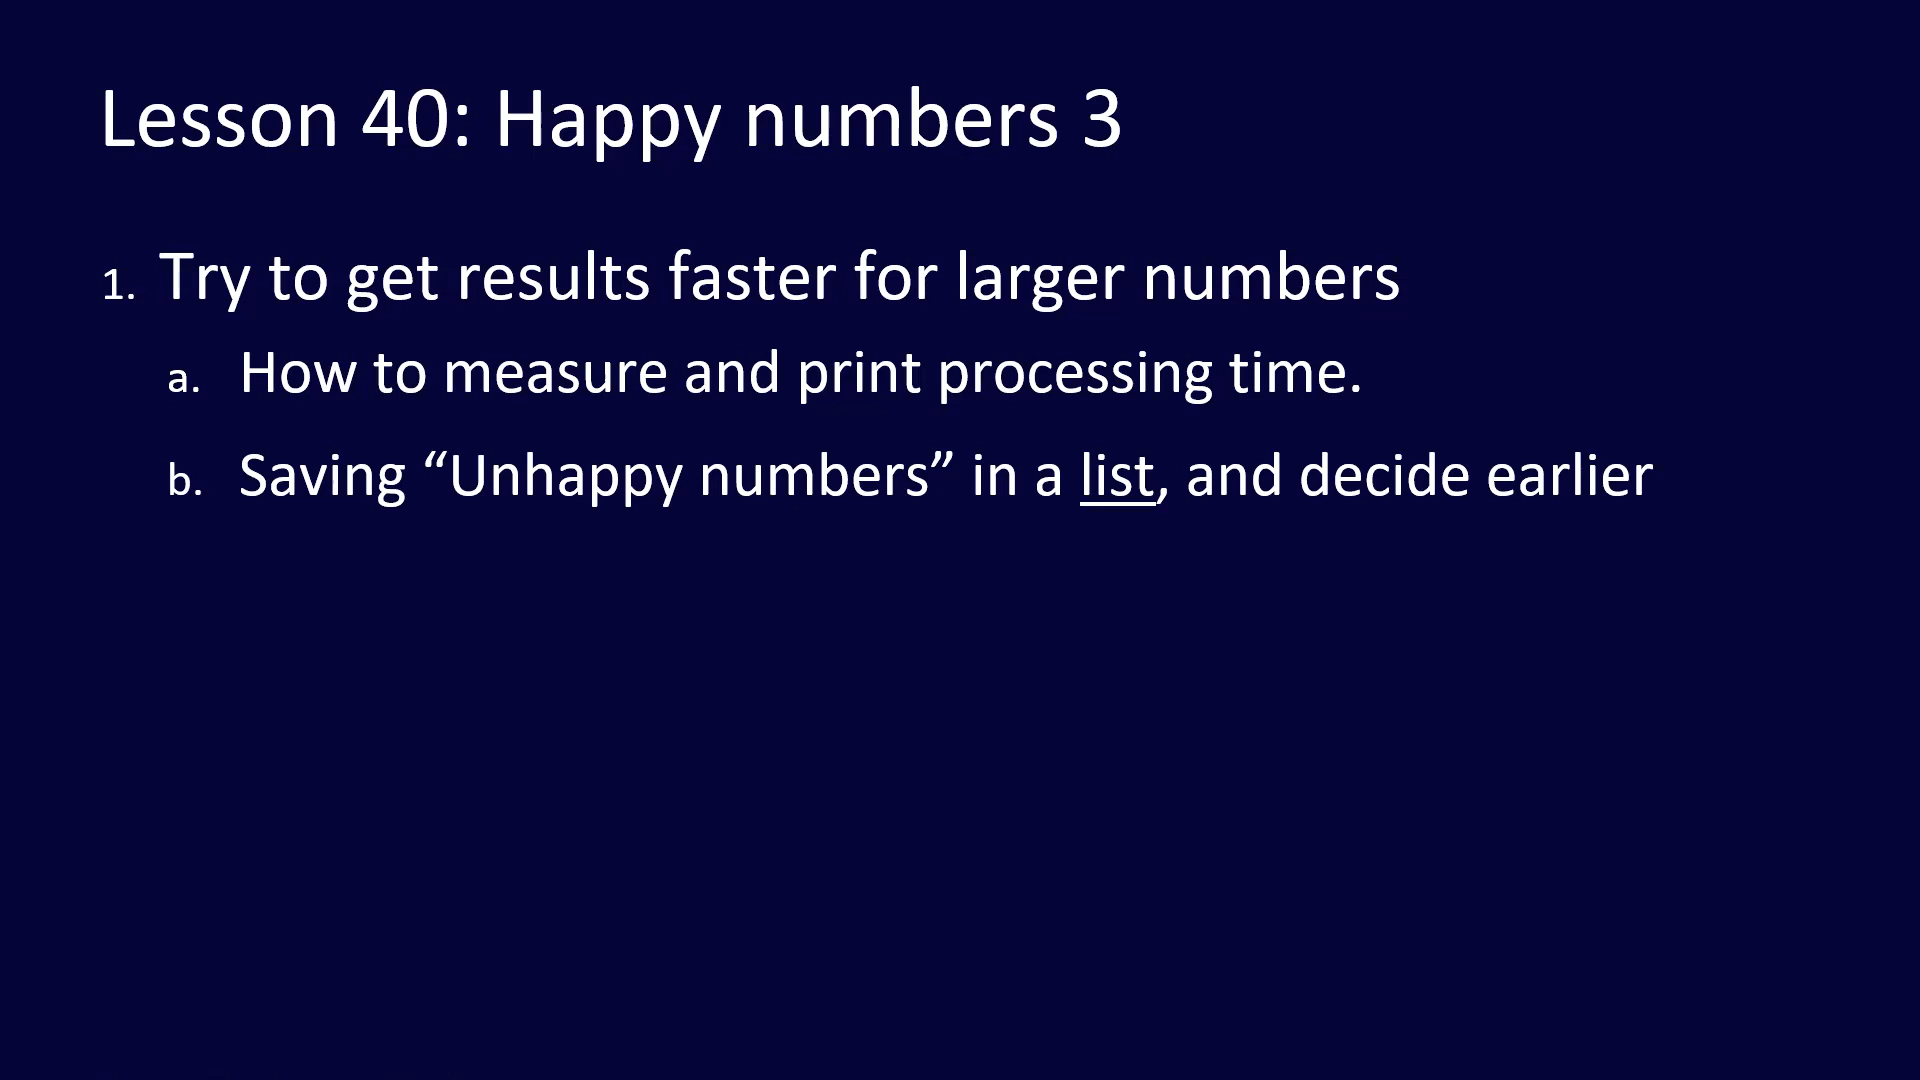 Lesson 40: Happy numbers 3
1. Try to get results faster for larger numbers
a. How to measure and print processing time.
b. Saving “Unhappy numbers” in a list, and decide earlier